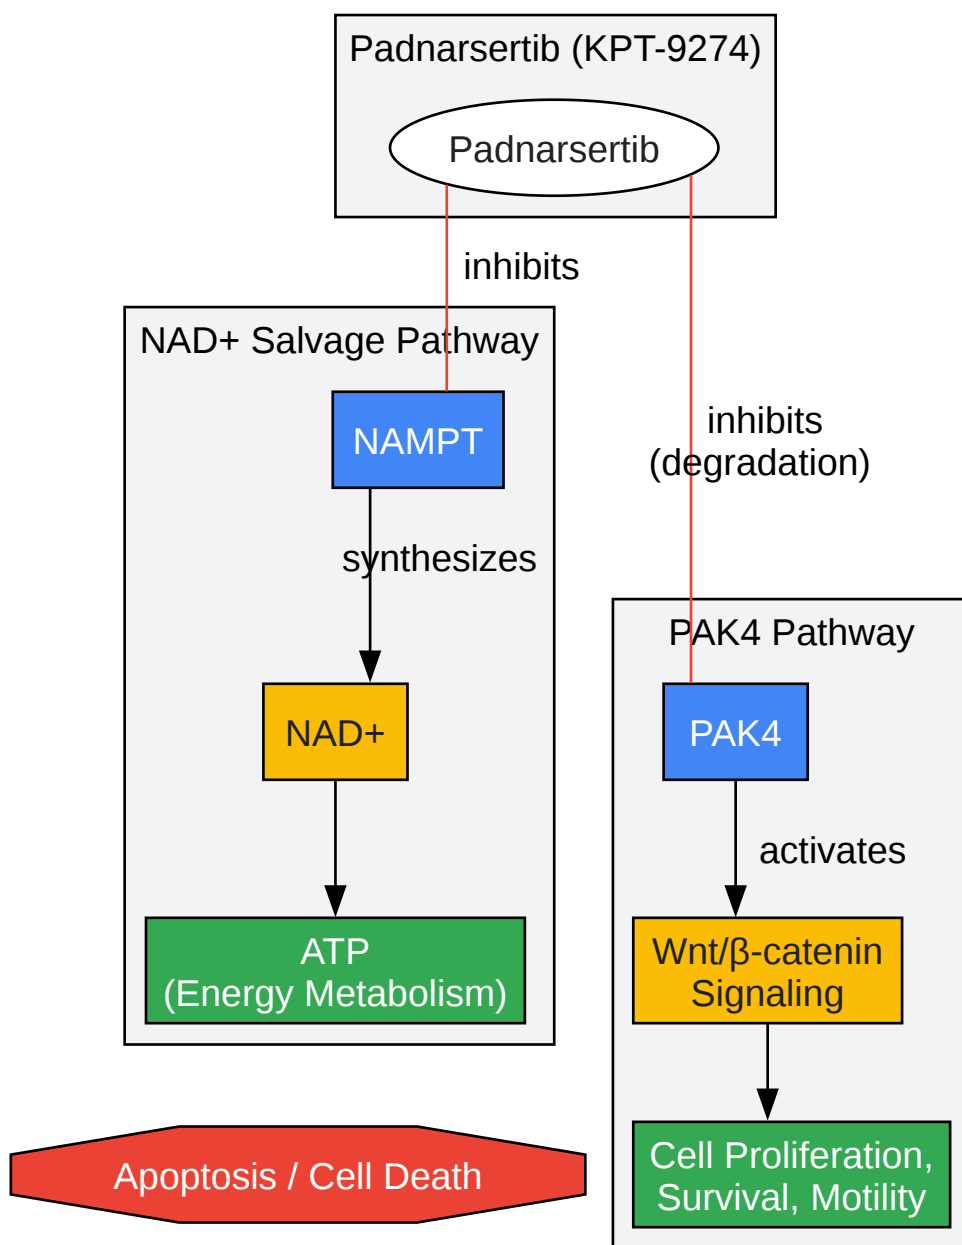 Padnarsertib (KPT-9274)
Padnarsertib
inhibits
NAD+ Salvage Pathway
NAMPT
inhibits
(degradation)
synthesizes
PAK4 Pathway
NAD+
PAK4
activates
ATP
(Energy Metabolism)
Wnt/β-catenin
Signaling
Apoptosis / Cell Death
Cell Proliferation,
Survival, Motility